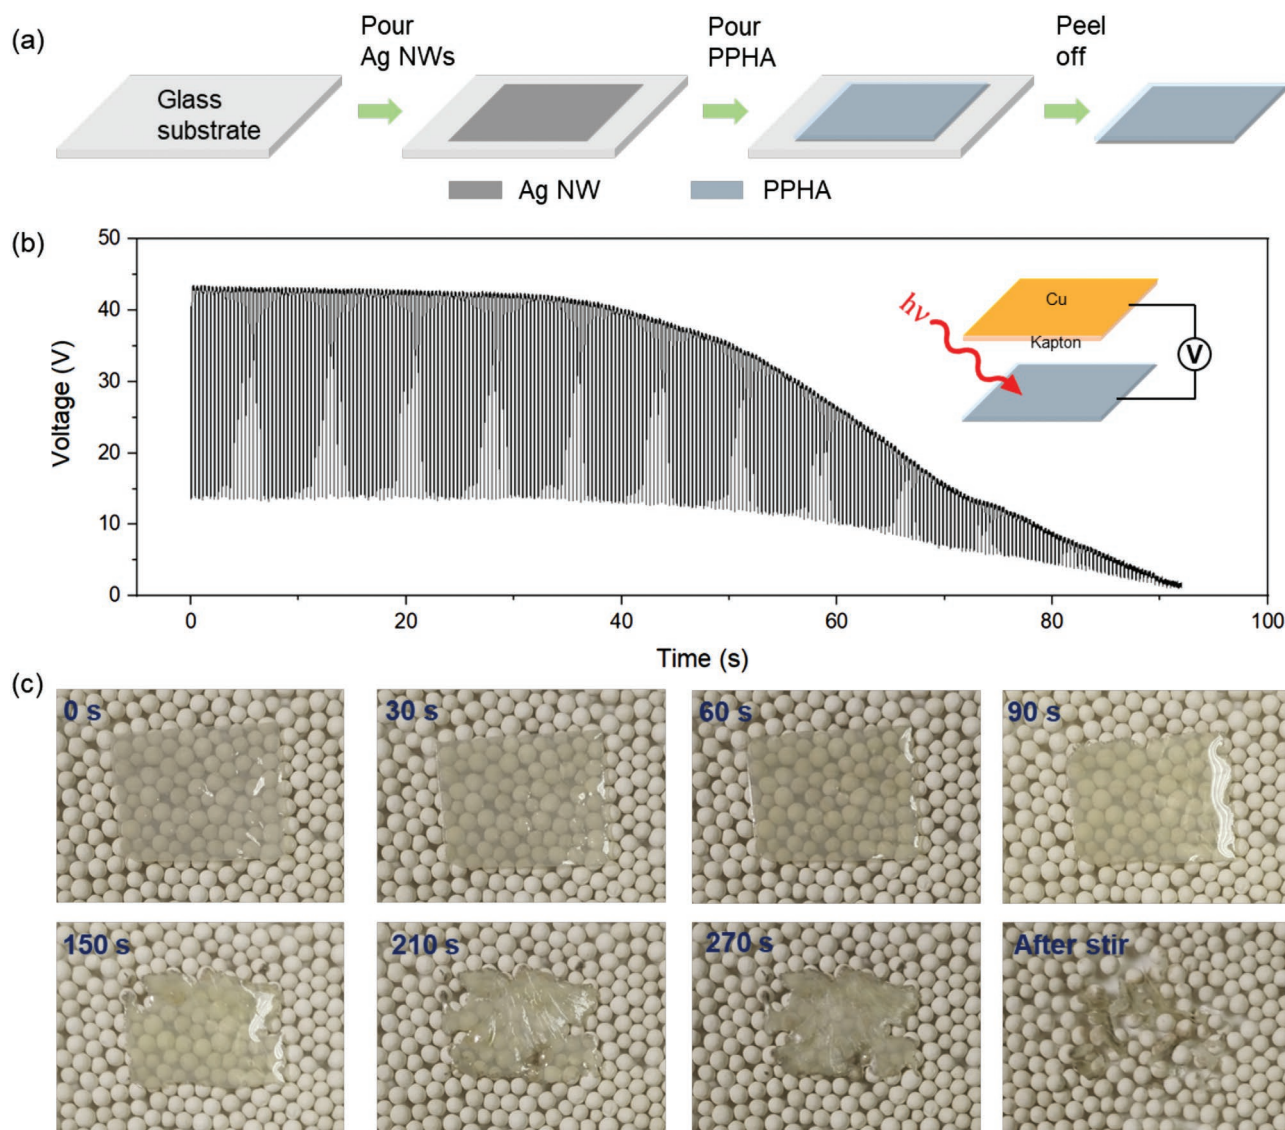 (a)
Pour
Ag NWs
Pour
PPHA
Peel
off
Glass
substrate
Ag NW
PPHA
(b)
50
40
30
20
10
0
Voltage (V)
0
20
40
60
80
100
Time (s)
hν
Cu
Kapton
V
(c)
0 s
30 s
60 s
90 s
150 s
210 s
270 s
After stir